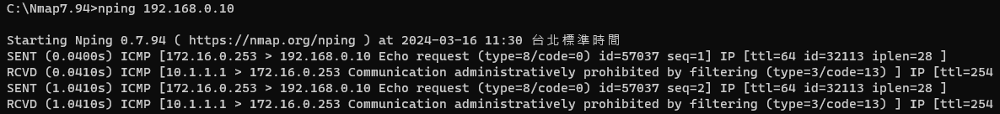 C:\Nmap7.94>nping 192.168.0.10
Starting Nping 0.7.94 ( https://nmap.org/nping ) at 2024-03-16 11:30 台北標準時間
SENT (0.0400s) ICMP [172.16.0.253 > 192.168.0.10 Echo request (type=8/code=0) id=57037 seq=1] IP [ttl=64 id=32113 iplen=28 ]
RCVD (0.0410s) ICMP [10.1.1.1 > 172.16.0.253 Communication administratively prohibited by filtering (type=3/code=13) ] IP [ttl=254
SENT (1.0410s) ICMP [172.16.0.253 > 192.168.0.10 Echo request (type=8/code=0) id=57037 seq=2] IP [ttl=64 id=32113 iplen=28 ]
RCVD (1.0410s) ICMP [10.1.1.1 > 172.16.0.253 Communication administratively prohibited by filtering (type=3/code=13) ] IP [ttl=254